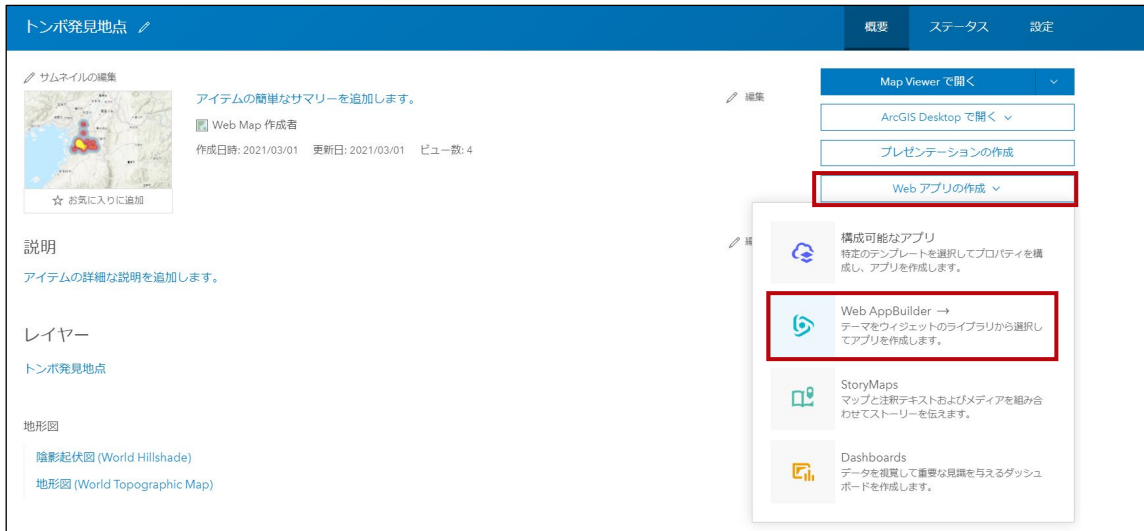 トンボ発見地点
概要
ステータス
設定
サムネイルの編集
お気に入りに追加
アイテムの簡単なサマリーを追加します。
編集
Web Map 作成者
作成日時: 2021/03/01 更新日: 2021/03/01 ビュー数: 4
Map Viewer で開く
ArcGIS Desktop で開く
プレゼンテーションの作成
Web アプリの作成
説明
アイテムの詳細な説明を追加します。
構成可能なアプリ
特定のテンプレートを選択してプロパティを構
成し、アプリを作成します。
Web AppBuilder →
テーマをウィジェットのライブラリから選択し
てアプリを作成します。
StoryMaps
マップと注釈テキストおよびメディアを組み合
わせてストーリーを伝えます。
Dashboards
データを視覚して重要な見識を与えるダッシュ
ボードを作成します。
レイヤー
トンボ発見地点
地形図
陰影起伏図 (World Hillshade)
地形図 (World Topographic Map)